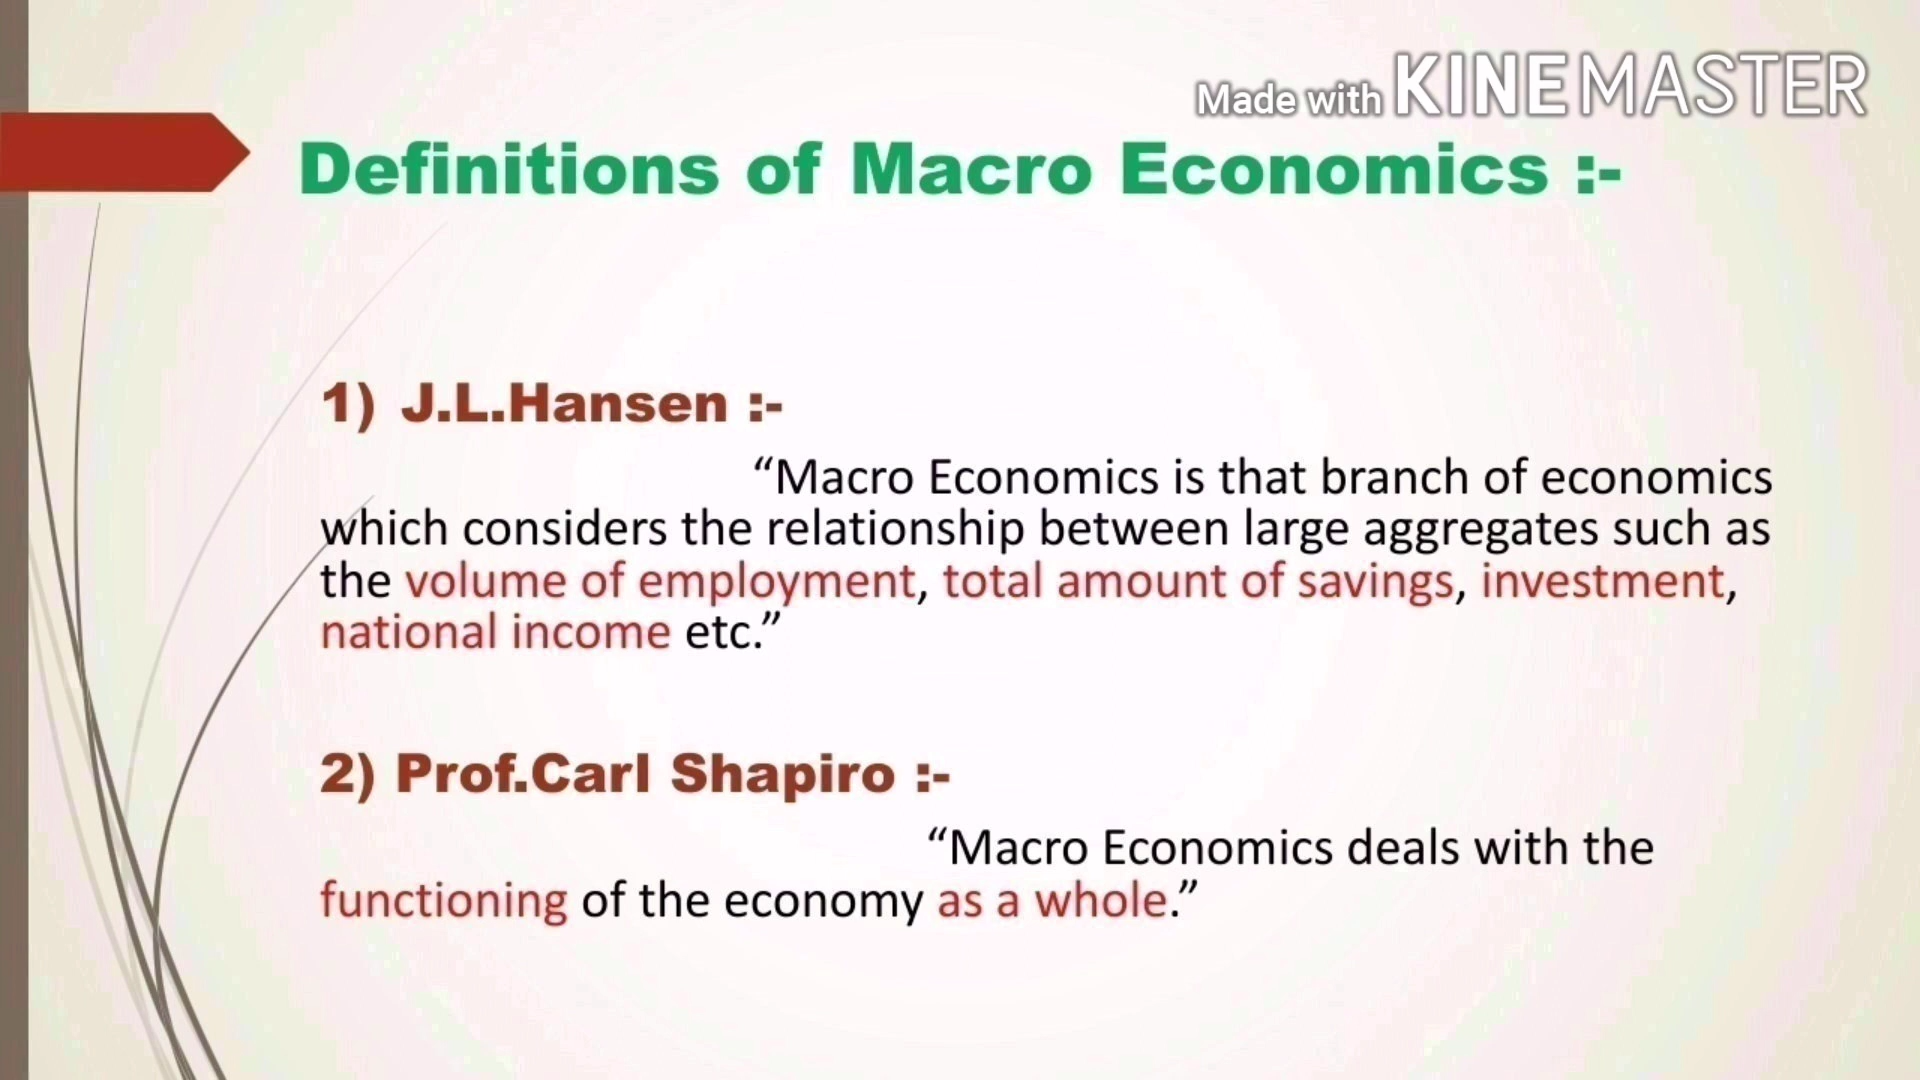 Made with KINEMASTER
Definitions of Macro Economics :-
1) J.L.Hansen :-
“Macro Economics is that branch of economics
which considers the relationship between large aggregates such as
the volume of employment, total amount of savings, investment,
national income etc.”
2) Prof.Carl Shapiro :-
“Macro Economics deals with the
functioning of the economy as a whole.”